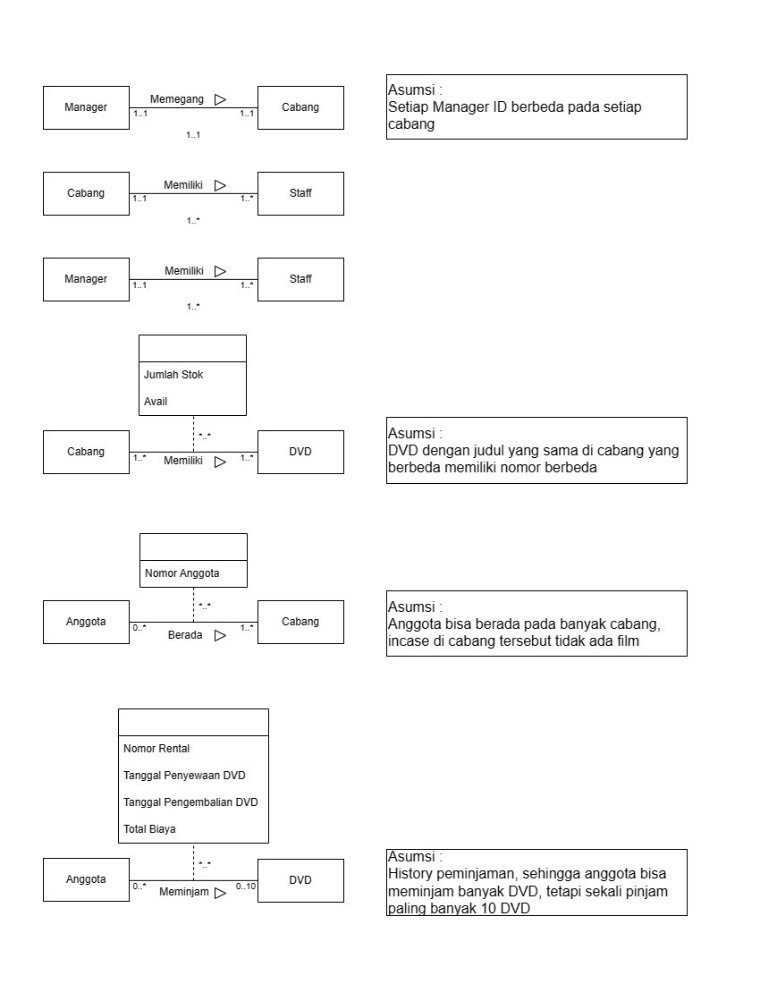 Manager
Memegang
Cabang
1..1
1..1
1..1
Asumsi :
Setiap Manager ID berbeda pada setiap
cabang
Cabang
Memiliki
Staff
1..1
1..*
1..*
Manager
Memiliki
Staff
1..1
1..*
1..*
Jumlah Stok
Avail
*..*
Cabang
1..*
Memiliki
1..*
DVD
Asumsi :
DVD dengan judul yang sama di cabang yang
berbeda memiliki nomor berbeda
Nomor Anggota
*..*
Anggota
0..*
Berada
1..*
Cabang
Asumsi :
Anggota bisa berada pada banyak cabang,
incase di cabang tersebut tidak ada film
Nomor Rental
Tanggal Penyewaan DVD
Tanggal Pengembalian DVD
Total Biaya
*..*
Anggota
0..*
Meminjam
0..10
DVD
Asumsi :
History peminjaman, sehingga anggota bisa
meminjam banyak DVD, tetapi sekali pinjam
paling banyak 10 DVD